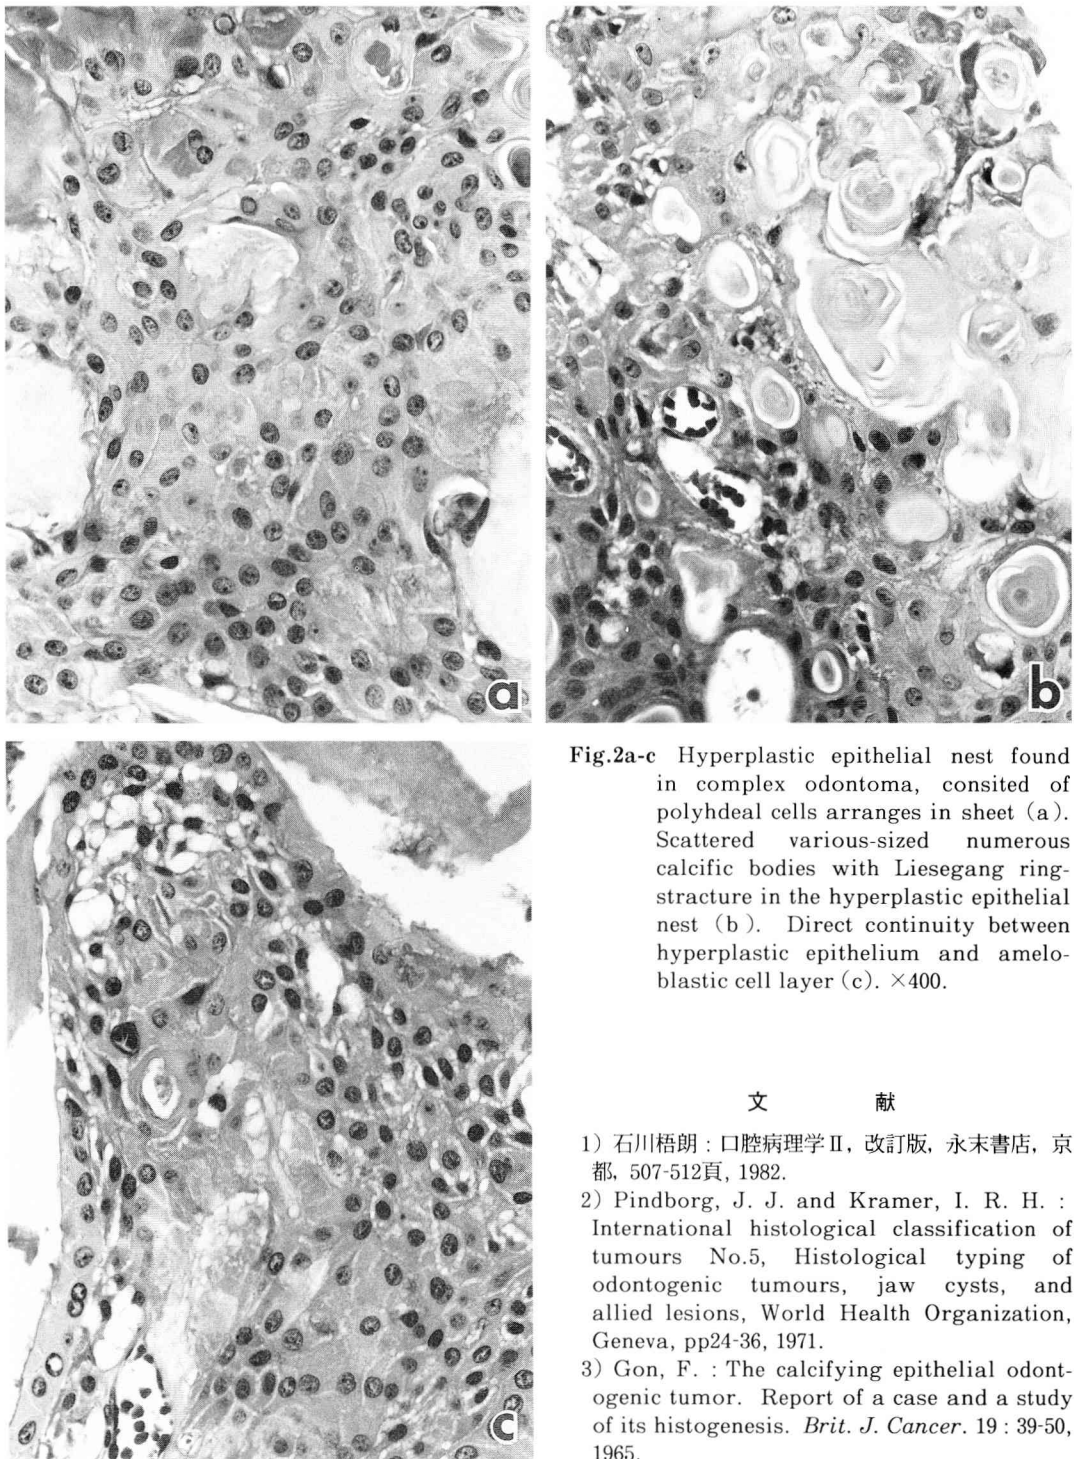 a
b
c
Fig.2a-c Hyperplastic epithelial nest found
in complex odontoma, consited of
polyhdeal cells arranges in sheet (a).
Scattered various-sized numerous
calcific bodies with Liesegang ring-
stracture in the hyperplastic epithelial
nest (b). Direct continuity between
hyperplastic epithelium and amelo-
blastic cell layer (c). ×400.
文 献
1) 石川梧朗：口腔病理学Ⅱ, 改訂版, 永末書店, 京
都, 507-512頁, 1982.
2) Pindborg, J. J. and Kramer, I. R. H. :
International histological classification of
tumours No.5, Histological typing of
odontogenic tumours, jaw cysts, and
allied lesions, World Health Organization,
Geneva, pp24-36, 1971.
3) Gon, F. : The calcifying epithelial odont-
ogenic tumor. Report of a case and a study
of its histogenesis. Brit. J. Cancer. 19 : 39-50,
1965.